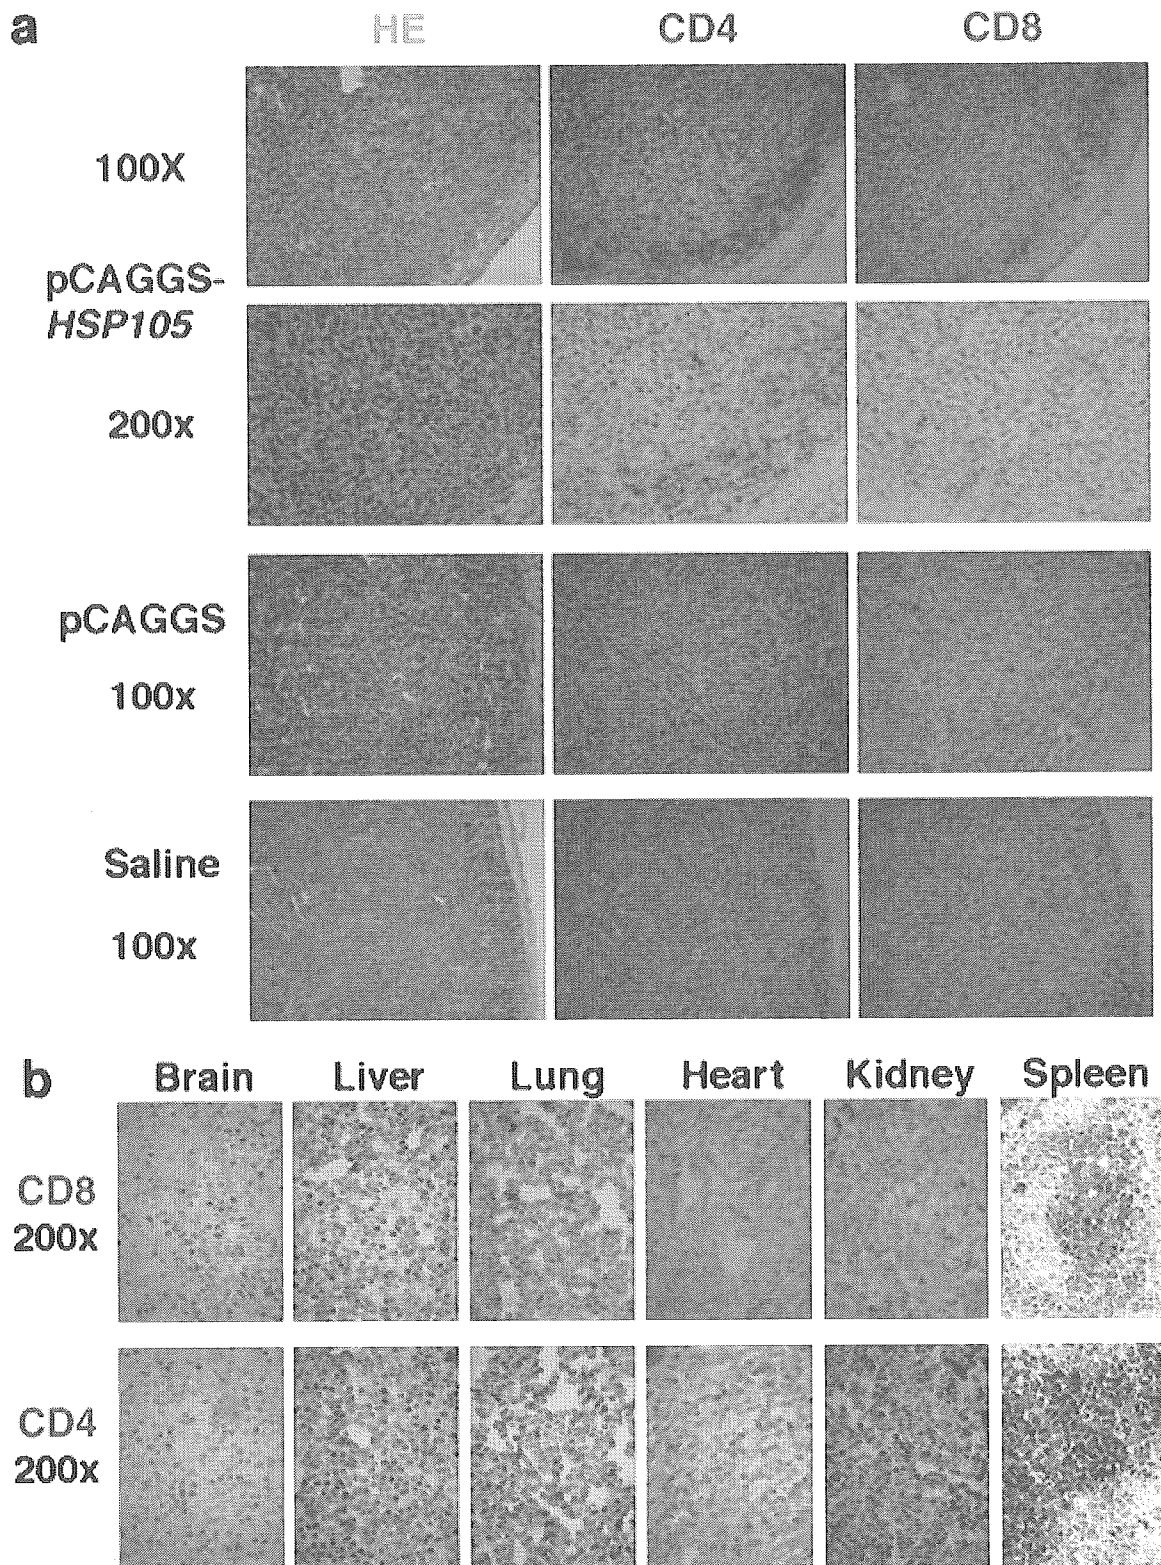 a
HE CD4 CD8
100X
pCAGGS-
HSP105
200x
pCAGGS
100x
Saline
100x
b
Brain Liver Lung Heart Kidney Spleen
CD8
200x
CD4
200x